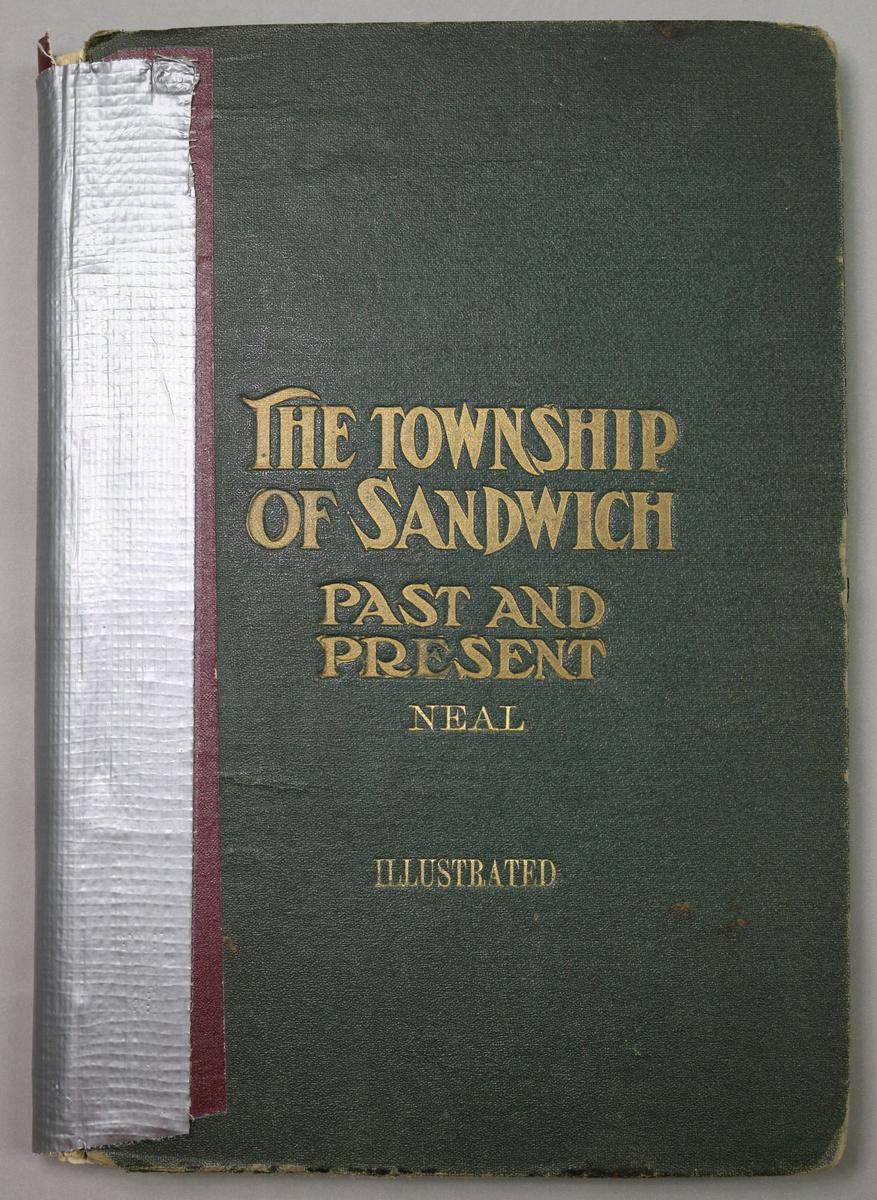 THE TOWNSHIP
OF SANDWICH
PAST AND
PRESENT
NEAL
ILLUSTRATED